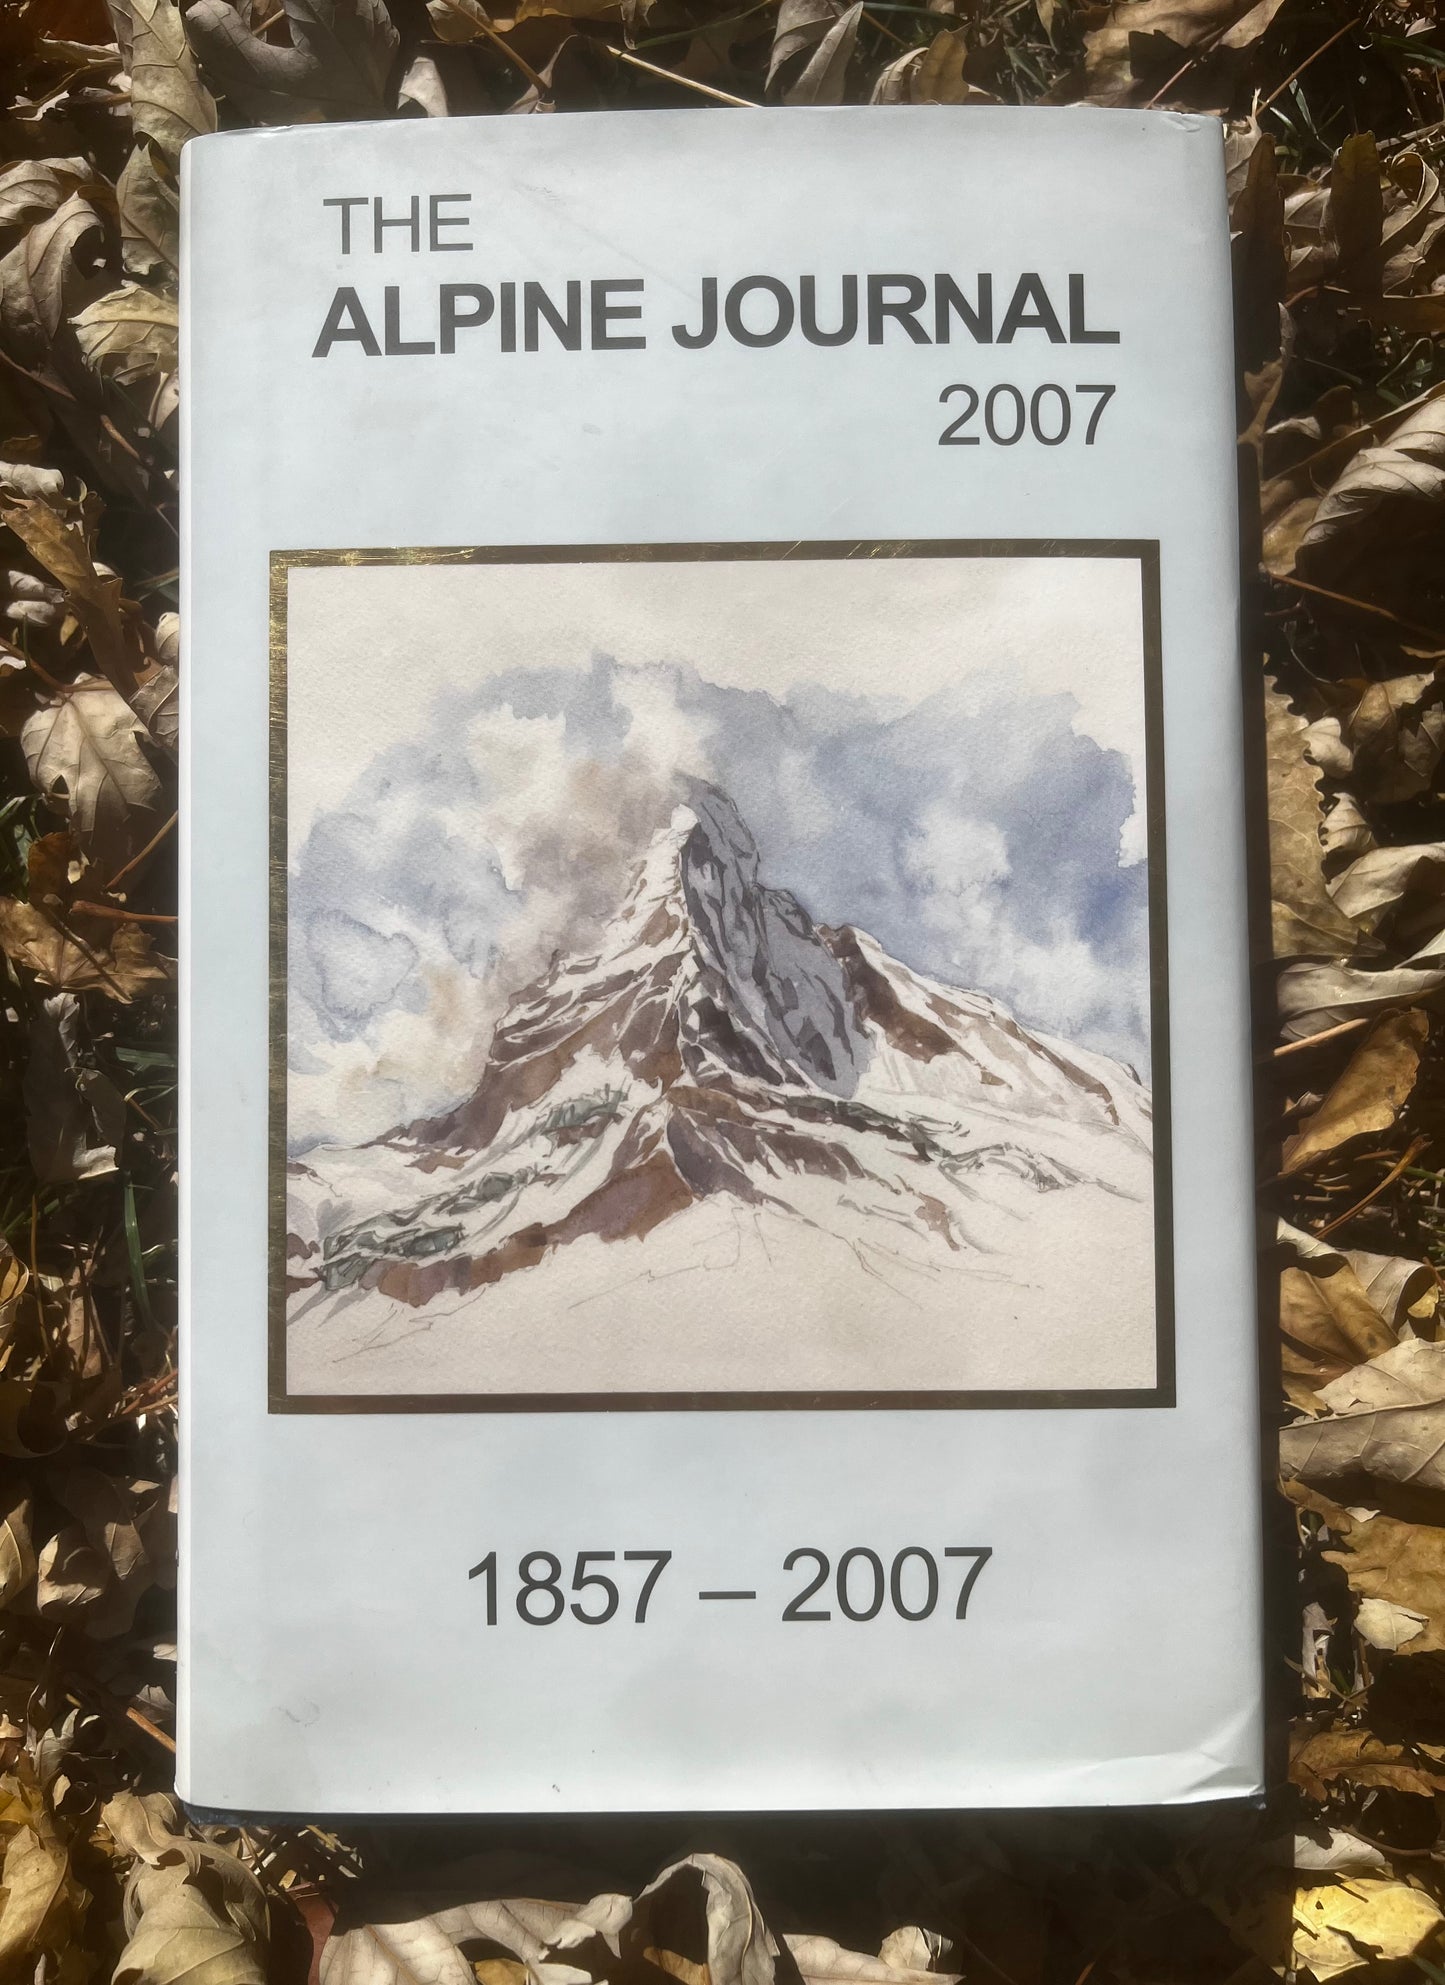 THE
ALPINE JOURNAL
2007
1857 – 2007